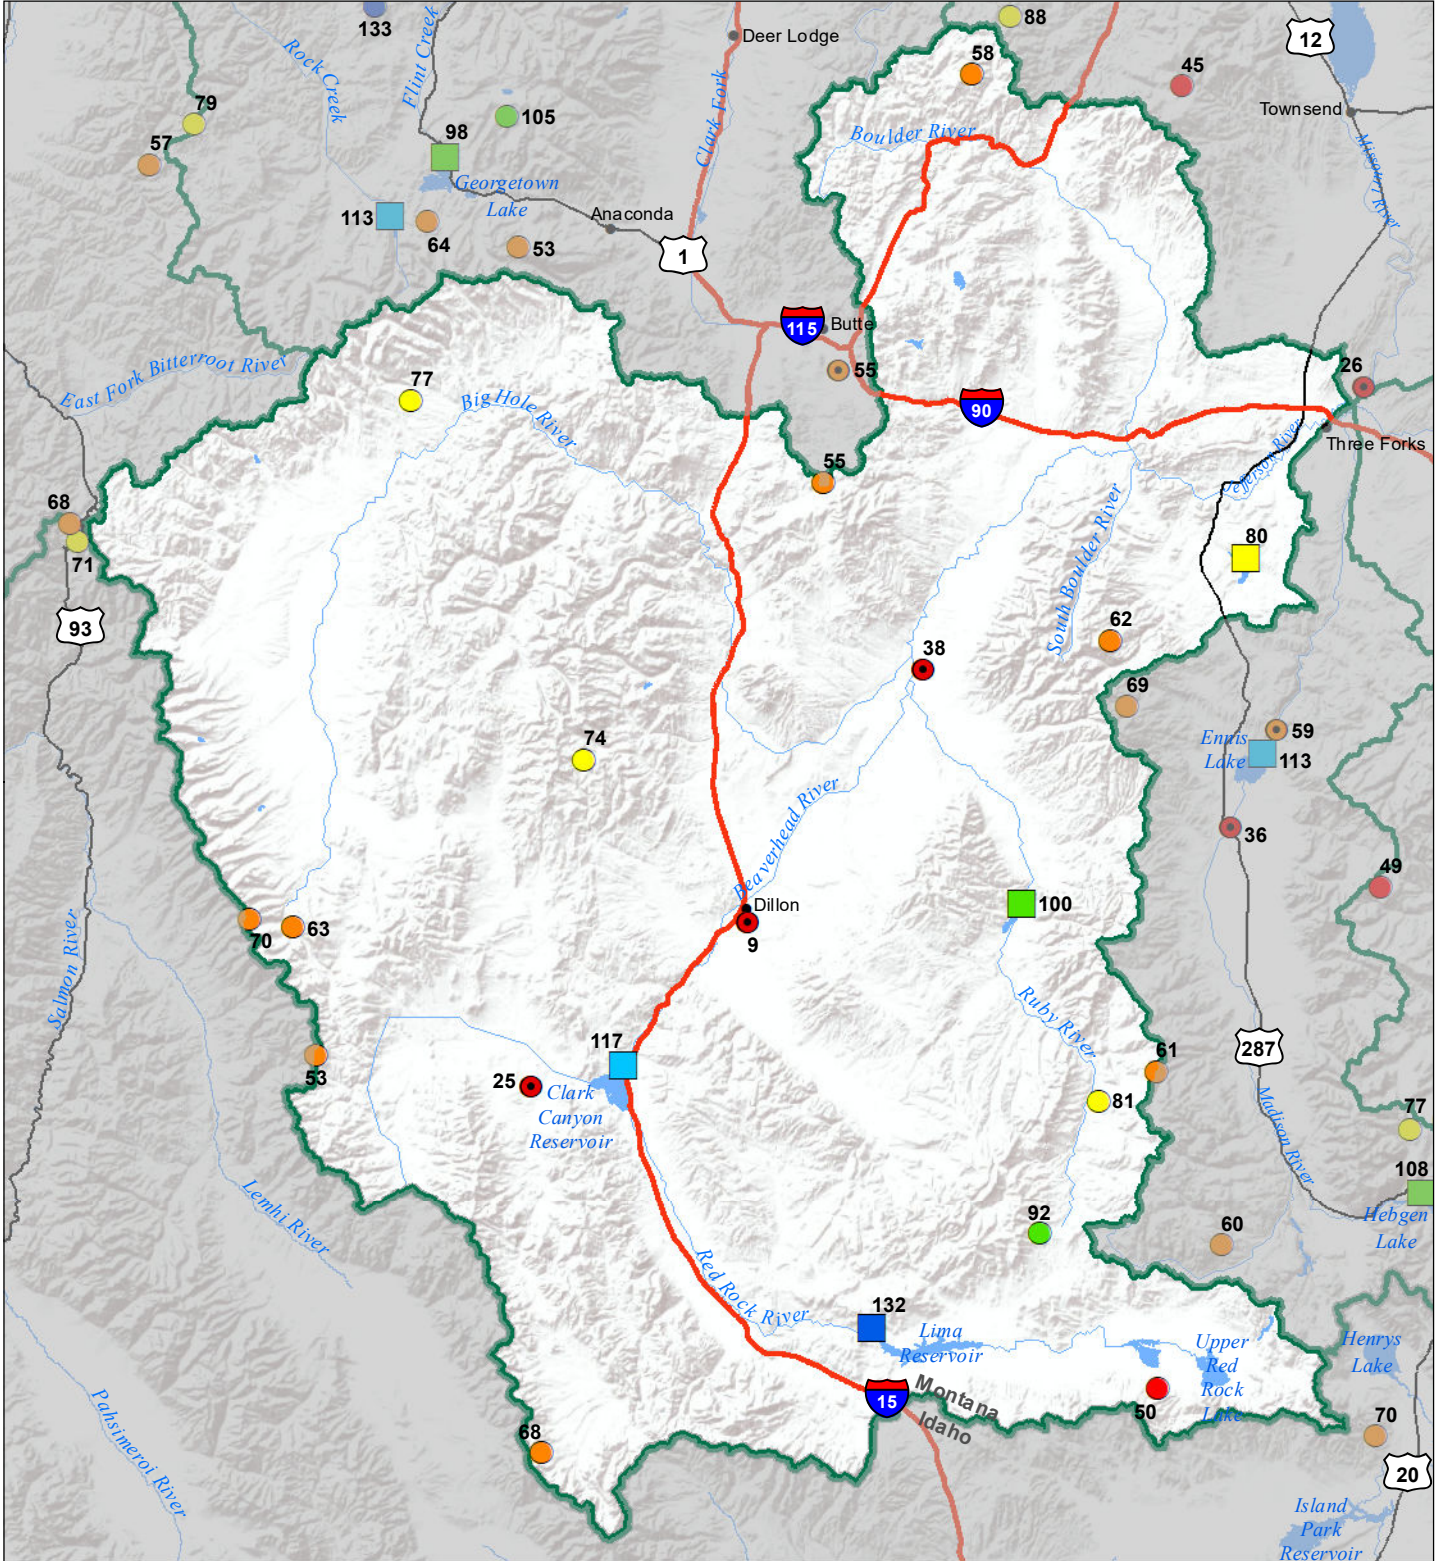 133
Rock Creek
Flint Creek
Deer Lodge
88
58
12
45
Townsend
79
105
57
98
Clark Fork
Boulder River
Missouri River
Georgetown
Lake
113
64
53
Anaconda
1
115
Butte
East Fork Bitterroot River
77
Big Hole River
55
90
26
Three Forks
Jefferson River
55
68
71
South Boulder River
80
93
62
38
69
59
Ennis
Lake
113
74
36
Beaverhead River
49
Dillon
9
100
70
63
Salmon River
Ruby River
287
117
61
53
25
Clark
Canyon
Reservoir
81
77
Madison River
108
Lemhi River
Hebgen
Lake
92
60
Red Rock River
132
Lima
Reservoir
Upper
Red
Rock
Lake
Henrys
Lake
15
Montana
Idaho
50
70
68
Pahsimeroi River
20
Island
Park
Reservoir